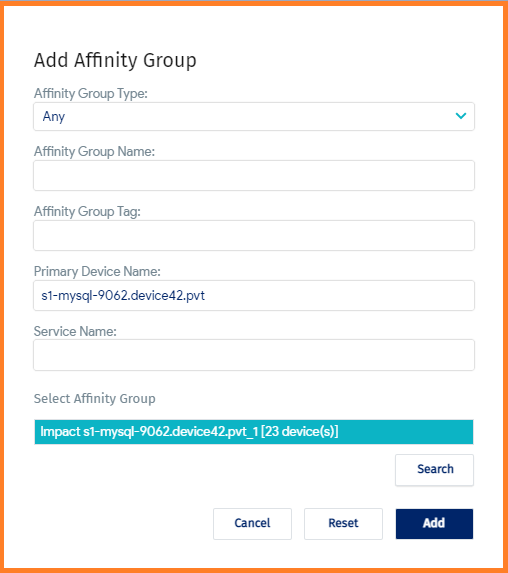 Add Affinity Group
Affinity Group Type:
Any
Affinity Group Name:
Affinity Group Tag:
Primary Device Name:
s1-mysql-9062.device42.pvt
Service Name:
Select Affinity Group
Impact s1-mysql-9062.device42.pvt_1 [23 device(s)]
Search
Cancel Reset Add